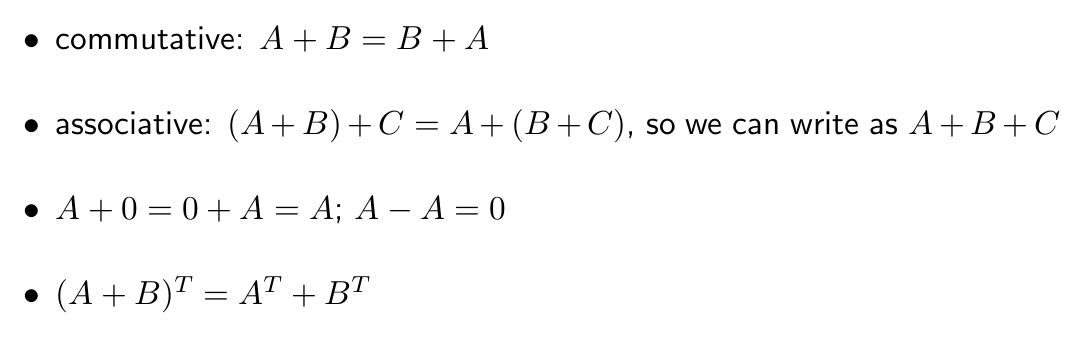 • commutative: A + B = B + A
• associative: (A + B) + C = A + (B + C), so we can write as A + B + C
• A + 0 = 0 + A = A; A − A = 0
• (A + B)^T = A^T + B^T